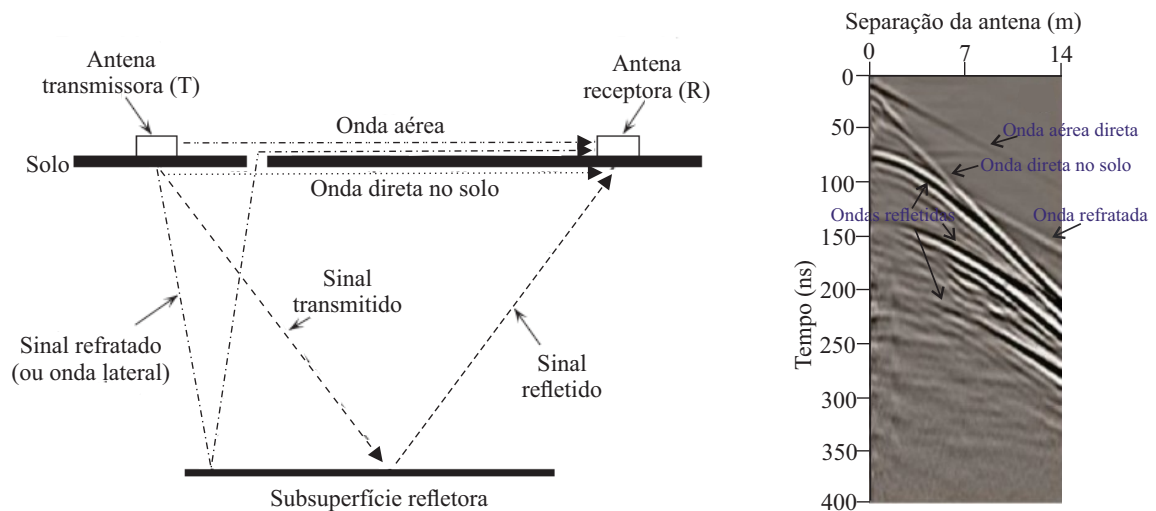 Antena
transmissora (T)
Antena
receptora (R)
Onda aérea
Solo
Onda direta no solo
Sinal
transmitido
Sinal refratado
(ou onda lateral)
Sinal
refletido
Subsuperfície refletora
Separação da antena (m)
0 7 14
Tempo (ns)
0
50
100
150
200
250
300
350
400
Onda aérea direta
Onda direta no solo
Ondas refletidas
Onda refratada